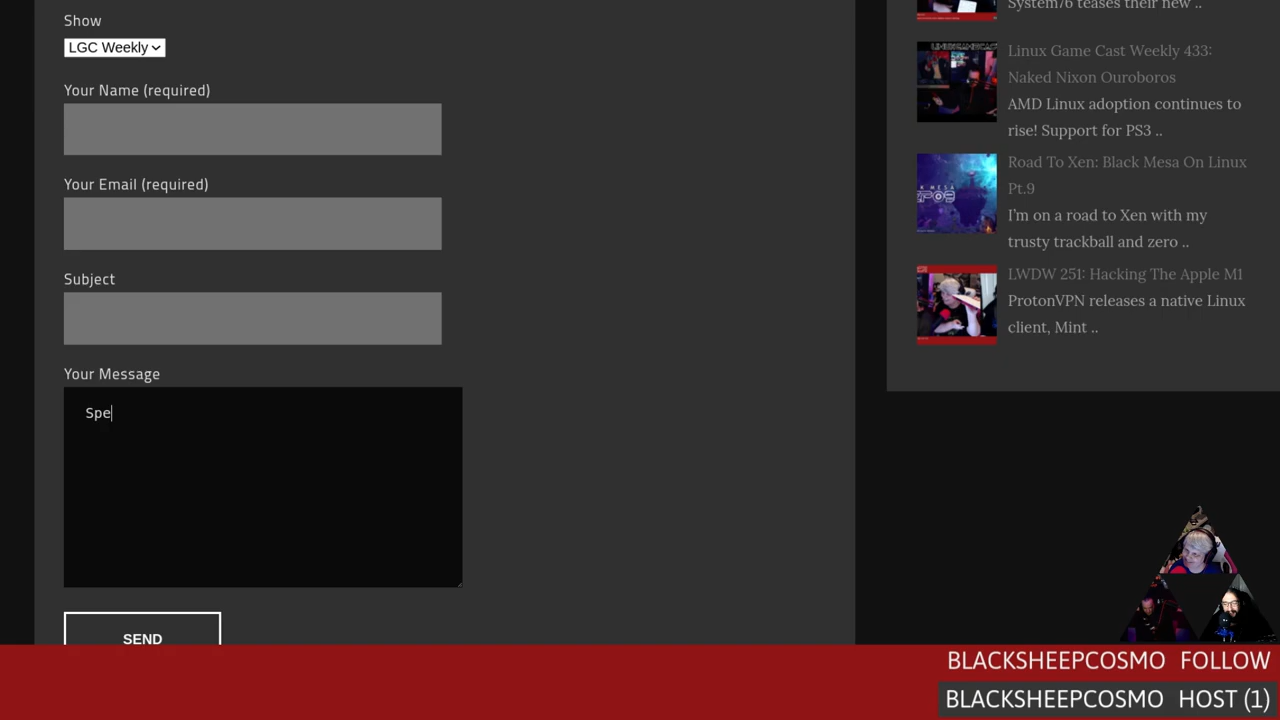 Show
LGC Weekly
Your Name (required)
Your Email (required)
Subject
Your Message
Spe
SEND
System76 teases their new ..
Linux Game Cast Weekly 433:
Naked Nixon Ouroboros
AMD Linux adoption continues to
rise! Support for PS3 ..
Road To Xen: Black Mesa On Linux
Pt.9
I'm on a road to Xen with my
trusty trackball and zero ..
LWDW 251: Hacking The Apple M1
ProtonVPN releases a native Linux
client, Mint ..
BLACKSHEEPCOSMO FOLLOW
BLACKSHEEPCOSMO HOST (1)